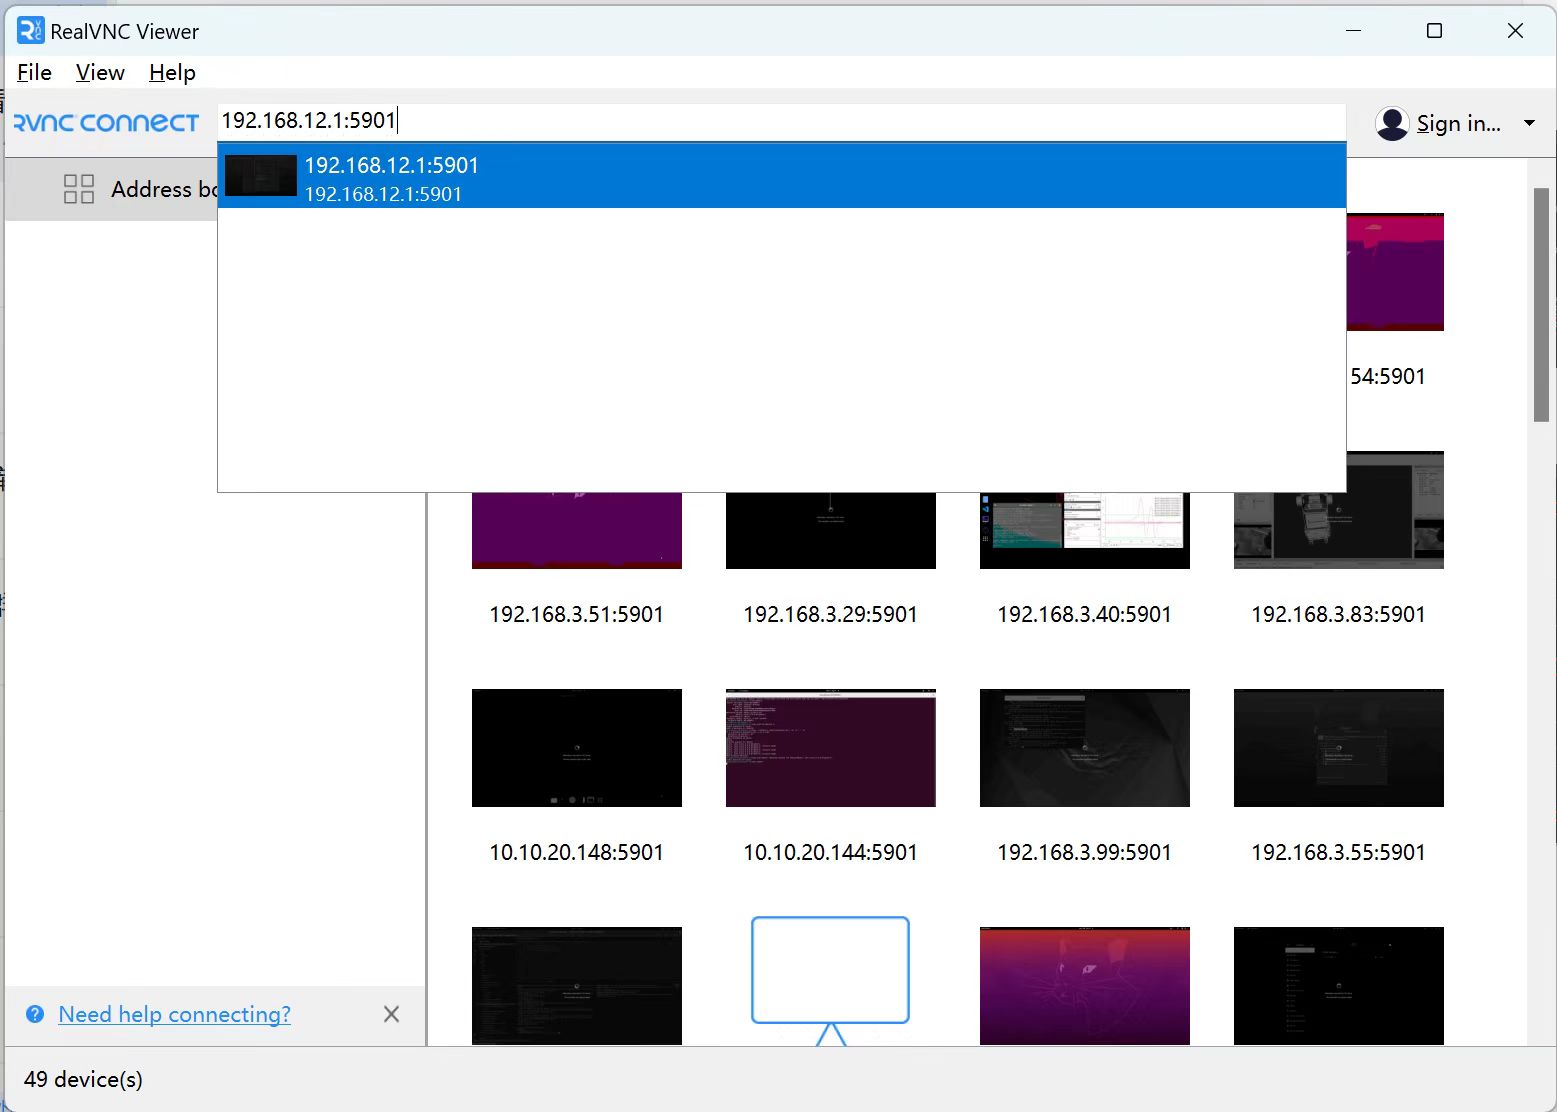 RealVNC Viewer
File View Help
RVNC CONNECT
192.168.12.1:5901
Sign in...
192.168.12.1:5901
192.168.12.1:5901
Address bo
54:5901
192.168.3.51:5901
192.168.3.29:5901
192.168.3.40:5901
192.168.3.83:5901
10.10.20.148:5901
10.10.20.144:5901
192.168.3.99:5901
192.168.3.55:5901
Need help connecting?
49 device(s)